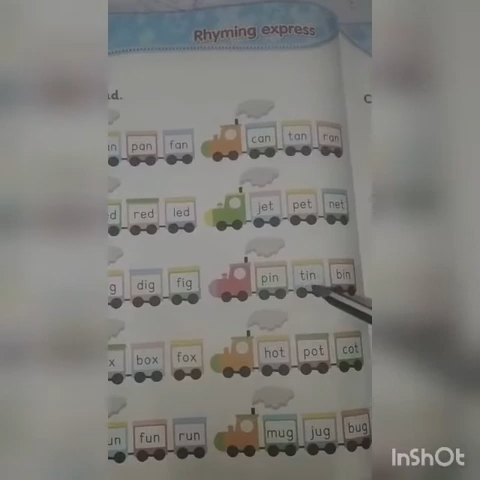 Rhyming express
pan fan can tan ran
red led jet pet net
dig fig pin tin bin
box fox hot pot cot
fun run mug jug bug
InShOt